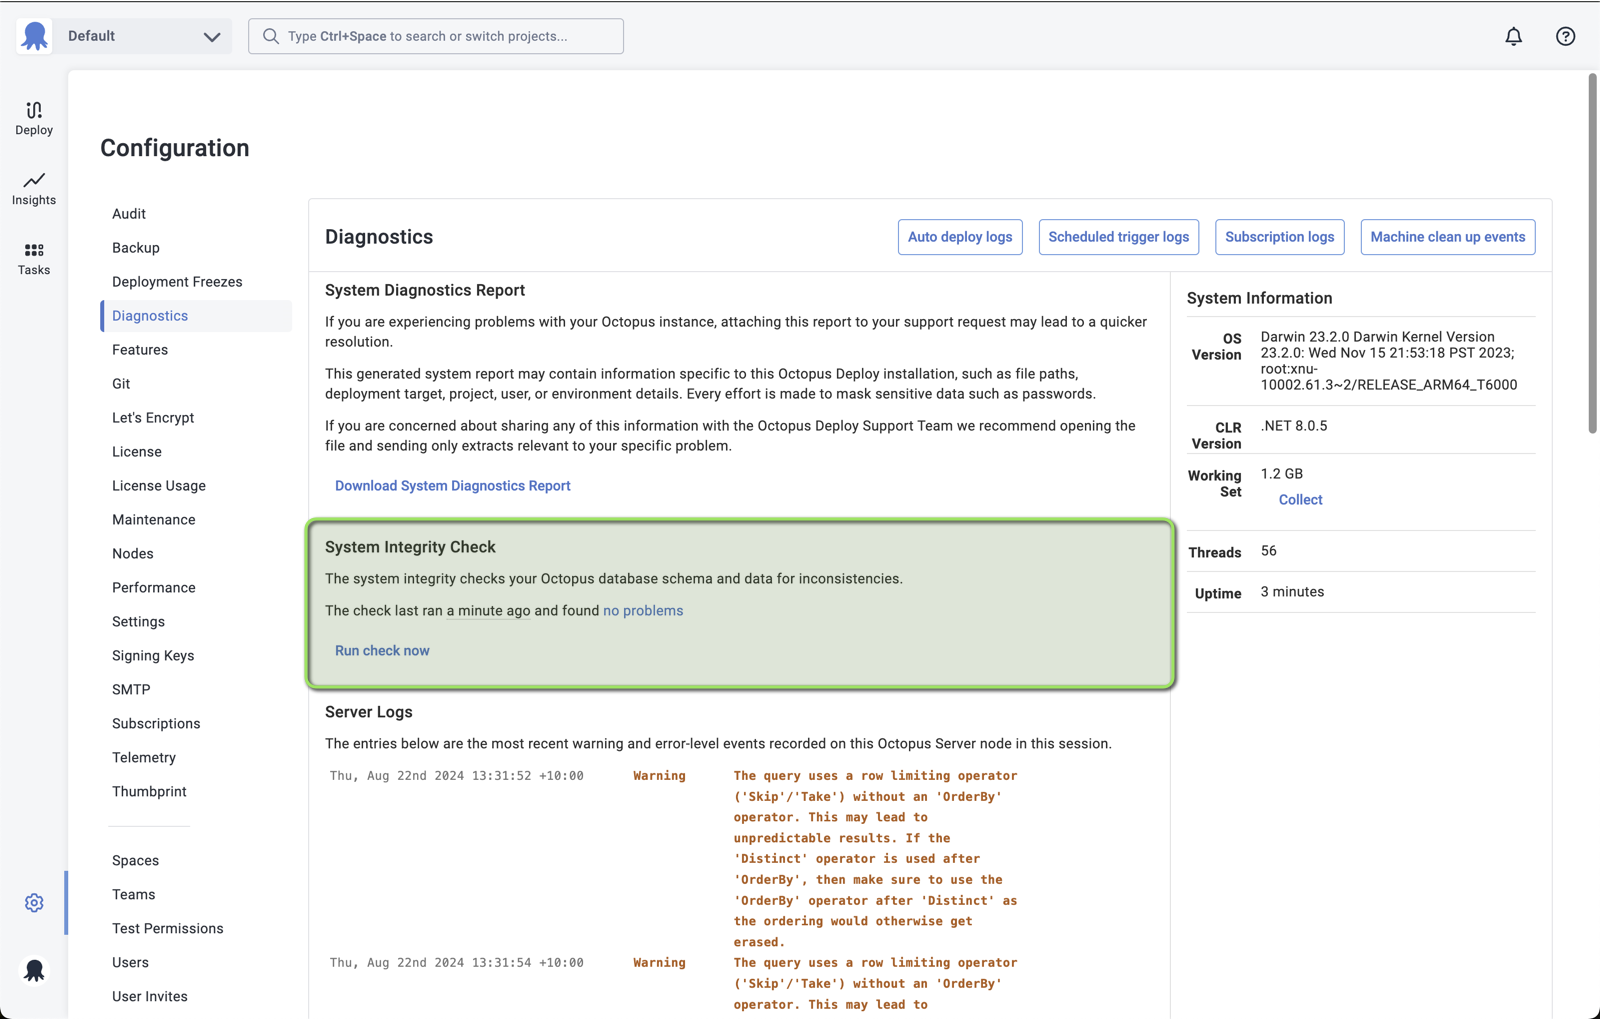 Default
Type Ctrl+Space to search or switch projects...
Deploy
Insights
Tasks
Configuration
Audit
Backup
Deployment Freezes
Diagnostics
Features
Git
Let's Encrypt
License
License Usage
Maintenance
Nodes
Performance
Settings
Signing Keys
SMTP
Subscriptions
Telemetry
Thumbprint
Spaces
Teams
Test Permissions
Users
User Invites
Diagnostics
Auto deploy logs
Scheduled trigger logs
Subscription logs
Machine clean up events
System Diagnostics Report
If you are experiencing problems with your Octopus instance, attaching this report to your support request may lead to a quicker
resolution.
This generated system report may contain information specific to this Octopus Deploy installation, such as file paths,
deployment target, project, user, or environment details. Every effort is made to mask sensitive data such as passwords.
If you are concerned about sharing any of this information with the Octopus Deploy Support Team we recommend opening the
file and sending only extracts relevant to your specific problem.
Download System Diagnostics Report
System Integrity Check
The system integrity checks your Octopus database schema and data for inconsistencies.
The check last ran a minute ago and found no problems
Run check now
Server Logs
The entries below are the most recent warning and error-level events recorded on this Octopus Server node in this session.
Thu, Aug 22nd 2024 13:31:52 +10:00 Warning The query uses a row limiting operator
('Skip'/'Take') without an 'OrderBy'
operator. This may lead to
unpredictable results. If the
'Distinct' operator is used after
'OrderBy', then make sure to use the
'OrderBy' operator after 'Distinct' as
the ordering would otherwise get
erased.
Thu, Aug 22nd 2024 13:31:54 +10:00 Warning The query uses a row limiting operator
('Skip'/'Take') without an 'OrderBy'
operator. This may lead to
System Information
OS
Version
Darwin 23.2.0 Darwin Kernel Version
23.2.0: Wed Nov 15 21:53:18 PST 2023;
root:xnu-
10002.61.3~2/RELEASE_ARM64_T6000
CLR
Version
.NET 8.0.5
Working
Set
1.2 GB
Collect
Threads 56
Uptime 3 minutes